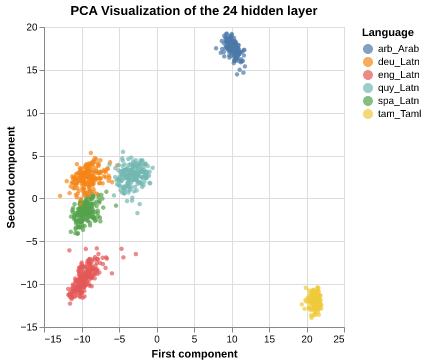 PCA Visualization of the 24 hidden layer
Language
arb_Arab
deu_Latn
eng_Latn
quy_Latn
spa_Latn
tam_Taml
20
15
10
5
0
−5
−10
−15
Second component
−15 −10 −5 0 5 10 15 20 25
First component